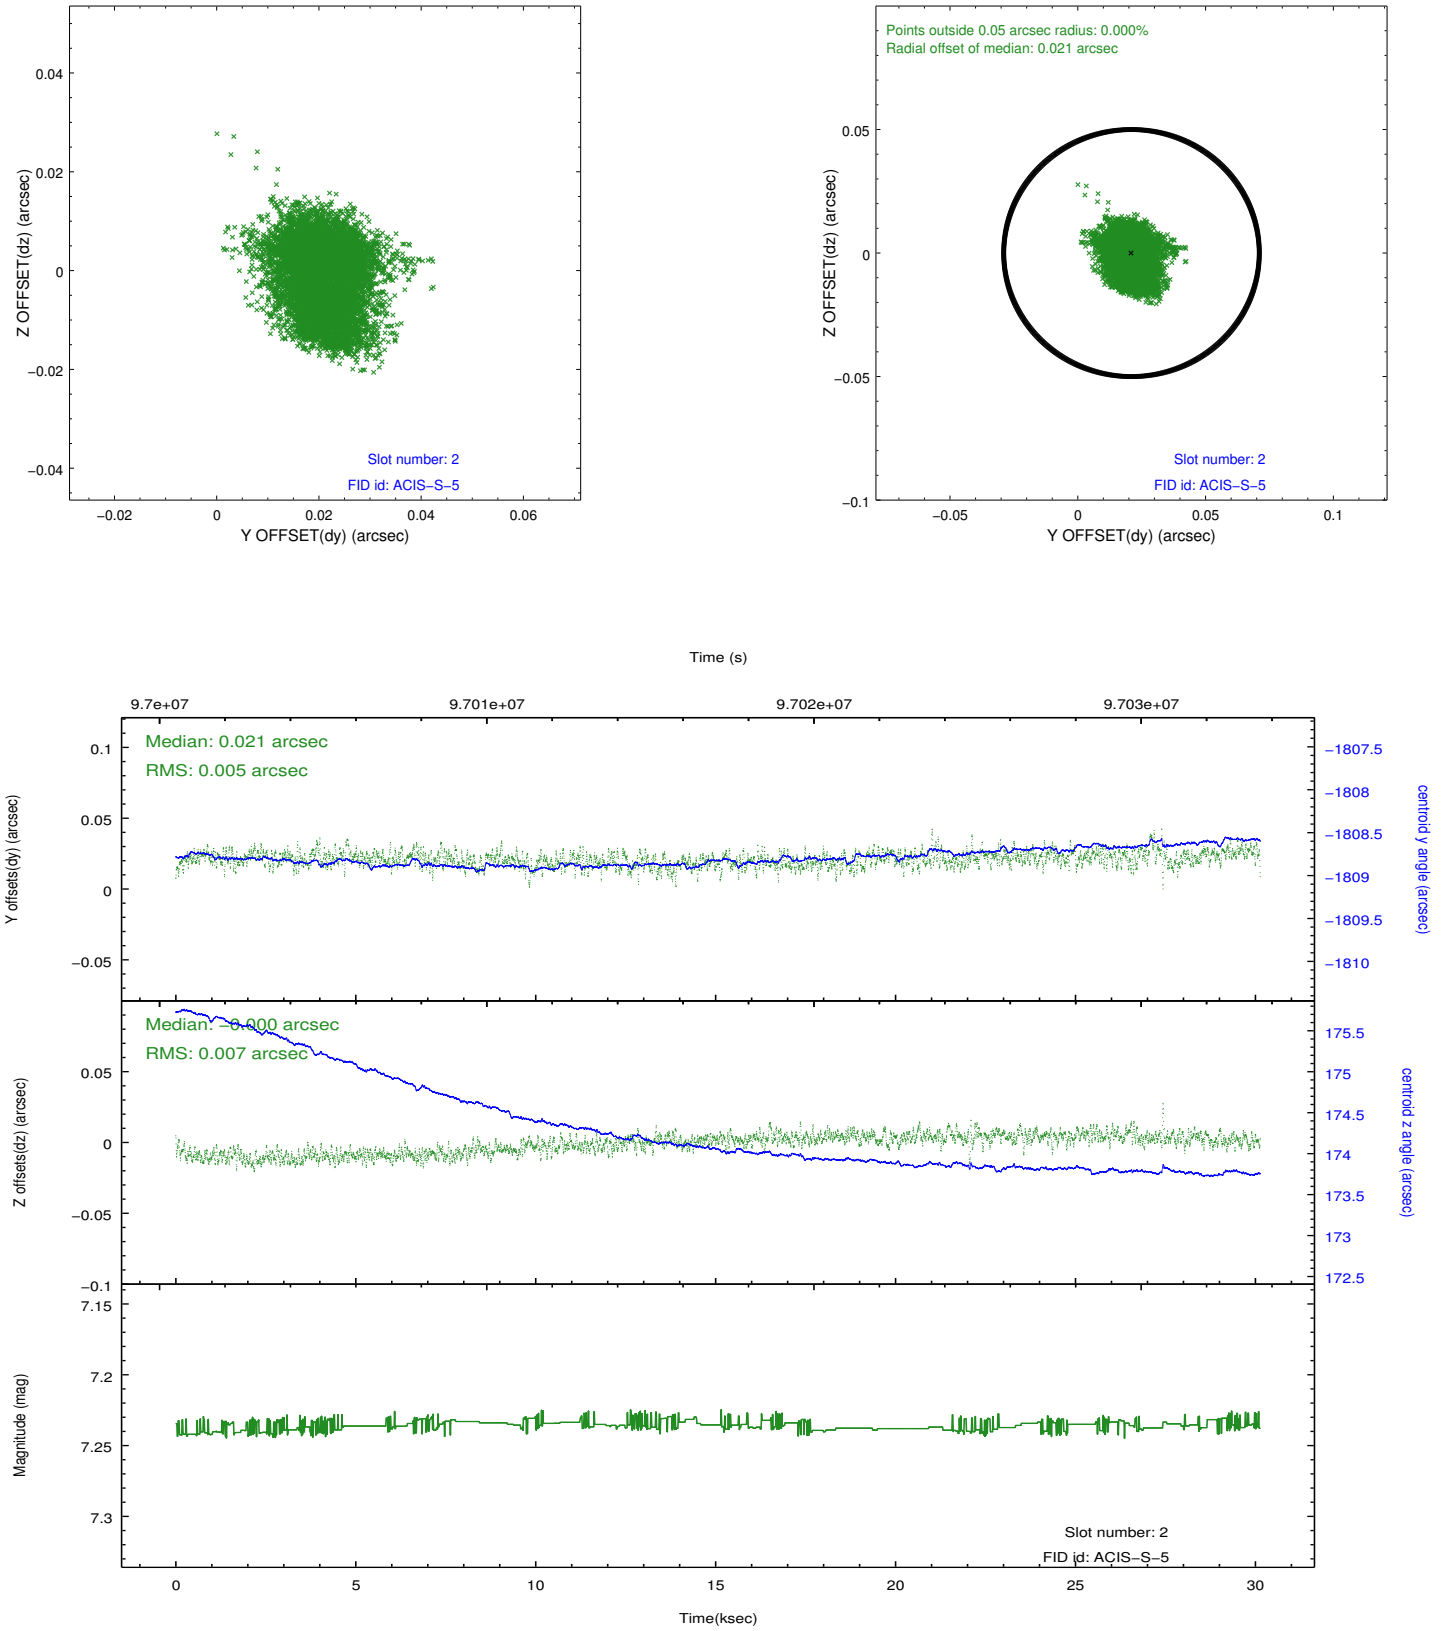 0.04
0.02
0
−0.02
−0.04
Z OFFSET(dz) (arcsec)
Slot number: 2
FID id: ACIS−S−5
−0.02 0 0.02 0.04 0.06
Y OFFSET(dy) (arcsec)
Points outside 0.05 arcsec radius: 0.000%
Radial offset of median: 0.021 arcsec
0.05
0
−0.05
−0.1
Z OFFSET(dz) (arcsec)
Slot number: 2
FID id: ACIS−S−5
−0.05 0 0.05 0.1
Y OFFSET(dy) (arcsec)
Time (s)
9.7e+07 9.701e+07 9.702e+07 9.703e+07
Median: 0.021 arcsec
RMS: 0.005 arcsec
0.1
0.05
0
−0.05
Y offsets(dy) (arcsec)
−1807.5
−1808
−1808.5
−1809
−1809.5
−1810
centroid y angle (arcsec)
Median: −0.000 arcsec
RMS: 0.007 arcsec
0.05
0
−0.05
−0.1
Z offsets(dz) (arcsec)
175.5
175
174.5
174
173.5
173
172.5
centroid z angle (arcsec)
7.15
7.2
7.25
7.3
Magnitude (mag)
Slot number: 2
FID id: ACIS−S−5
0 5 10 15 20 25 30
Time(ksec)